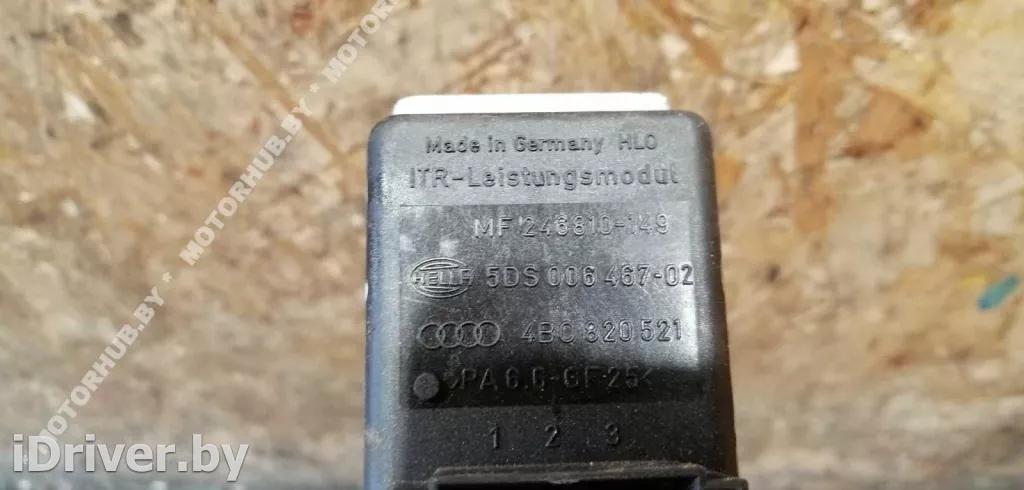 MOTORHUB.BY * MOTORHUB.BY * MOTORHUB
Made in Germany HLO
ITR-Leistungsmodul
MF 246810-149
HELLA 5DS 006 467-02
4B0 820 521
>PA 6.6-GF25<
1 2 3
iDriver.by